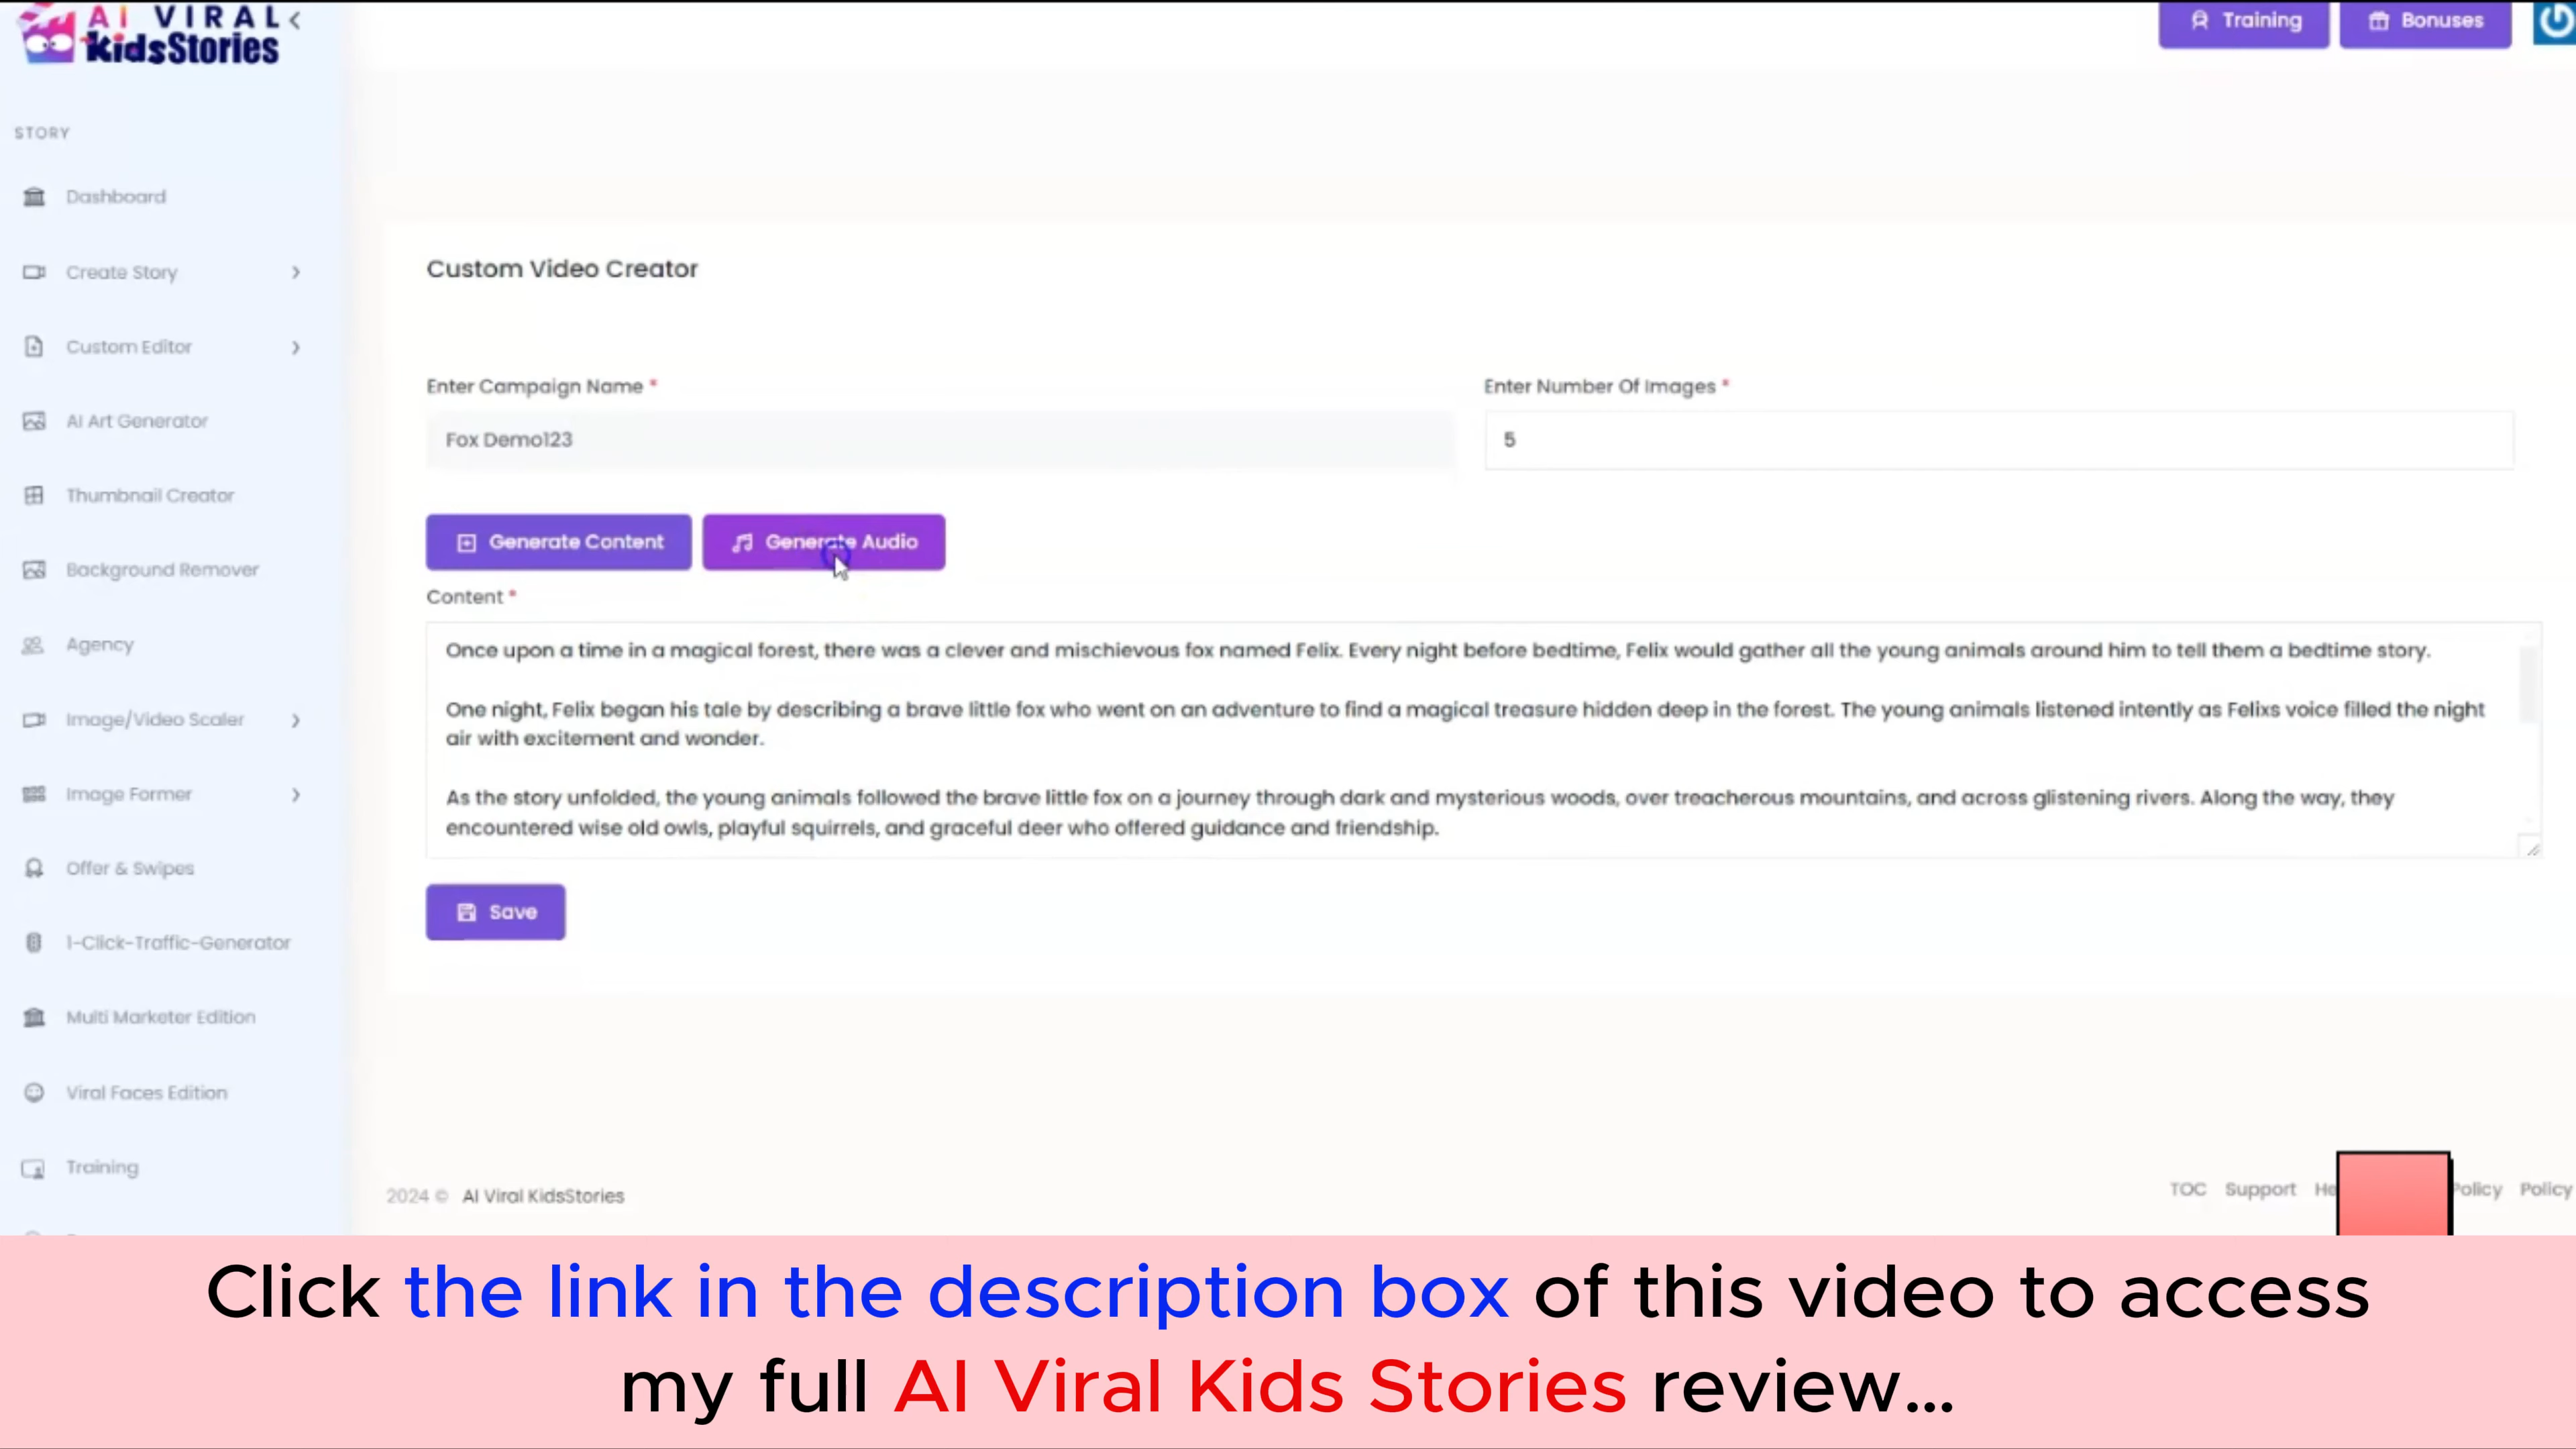 AI VIRAL
KidsStories
Training
Bonuses
STORY
Dashboard
Create Story
Custom Editor
AI Art Generator
Thumbnail Creator
Background Remover
Agency
Image/Video Scaler
Image Former
Offer & Swipes
1-Click-Traffic-Generator
Multi Marketer Edition
Viral Faces Edition
Training
Custom Video Creator
Enter Campaign Name *
Enter Number Of Images *
Fox Demo123
5
Generate Content
Generate Audio
Content *
Once upon a time in a magical forest, there was a clever and mischievous fox named Felix. Every night before bedtime, Felix would gather all the young animals around him to tell them a bedtime story.
One night, Felix began his tale by describing a brave little fox who went on an adventure to find a magical treasure hidden deep in the forest. The young animals listened intently as Felixs voice filled the night
air with excitement and wonder.
As the story unfolded, the young animals followed the brave little fox on a journey through dark and mysterious woods, over treacherous mountains, and across glistening rivers. Along the way, they
encountered wise old owls, playful squirrels, and graceful deer who offered guidance and friendship.
Save
2024 © AI Viral KidsStories
TOC Support Policy Policy
Click the link in the description box of this video to access
my full AI Viral Kids Stories review...